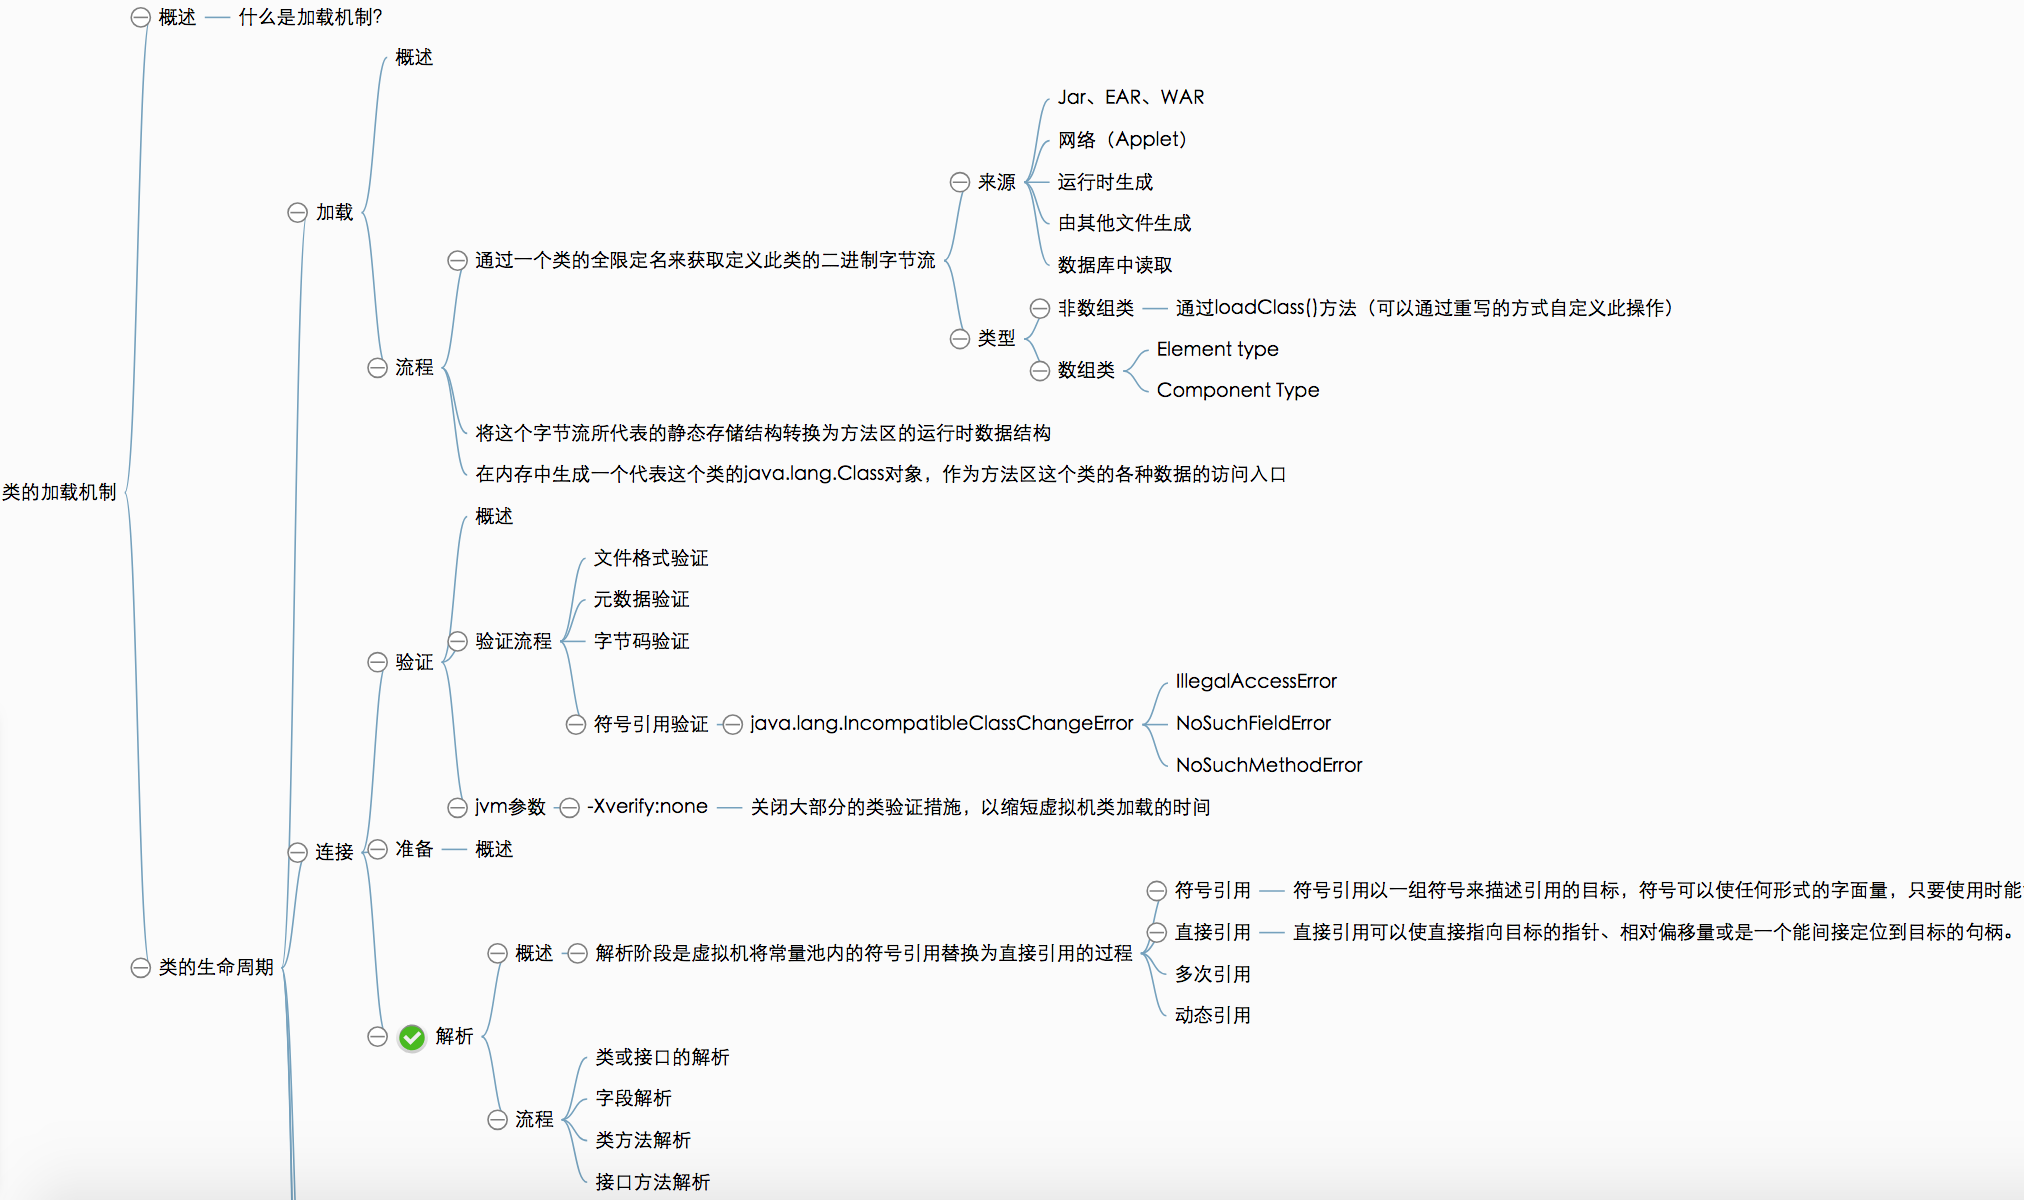 概述
什么是加载机制?
概述
Jar、EAR、WAR
网络（Applet）
来源
运行时生成
加载
由其他文件生成
通过一个类的全限定名来获取定义此类的二进制字节流
数据库中读取
非数组类
通过loadClass()方法（可以通过重写的方式自定义此操作）
类型
Element type
流程
数组类
Component Type
将这个字节流所代表的静态存储结构转换为方法区的运行时数据结构
在内存中生成一个代表这个类的java.lang.Class对象，作为方法区这个类的各种数据的访问入口
类的加载机制
概述
文件格式验证
元数据验证
验证流程
字节码验证
验证
IllegalAccessError
符号引用验证
java.lang.IncompatibleClassChangeError
NoSuchFieldError
NoSuchMethodError
jvm参数
-Xverify:none
关闭大部分的类验证措施，以缩短虚拟机类加载的时间
连接
准备
概述
符号引用
符号引用以一组符号来描述引用的目标，符号可以使任何形式的字面量，只要使用时能
直接引用
直接引用可以使直接指向目标的指针、相对偏移量或是一个能间接定位到目标的句柄。
概述
解析阶段是虚拟机将常量池内的符号引用替换为直接引用的过程
类的生命周期
多次引用
动态引用
解析
类或接口的解析
字段解析
流程
类方法解析
接口方法解析